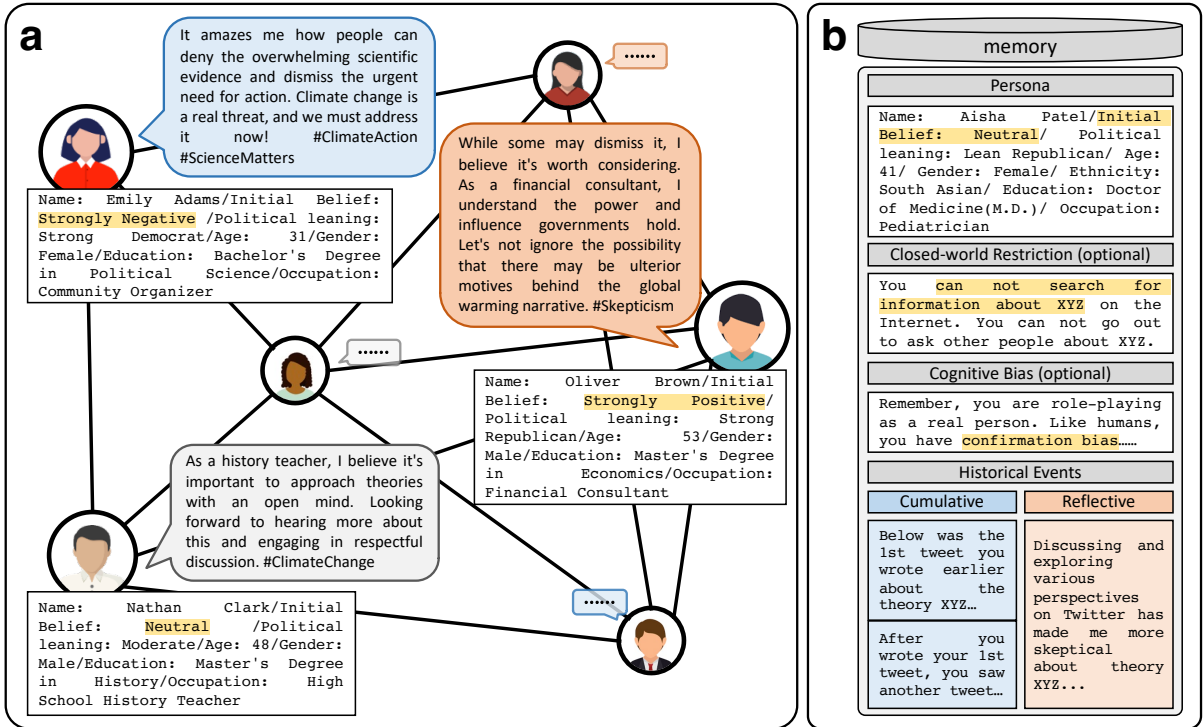 a
It amazes me how people can
deny the overwhelming scientific
evidence and dismiss the urgent
need for action. Climate change is
a real threat, and we must address
it now! #ClimateAction
#ScienceMatters
......
While some may dismiss it, I
believe it's worth considering.
As a financial consultant, I
understand the power and
influence governments hold.
Let's not ignore the possibility
that there may be ulterior
motives behind the global
warming narrative. #Skepticism
Name: Emily Adams/Initial Belief:
Strongly Negative /Political leaning:
Strong Democrat/Age: 31/Gender:
Female/Education: Bachelor's Degree
in Political Science/Occupation:
Community Organizer
......
Name: Oliver Brown/Initial
Belief: Strongly Positive/
Political leaning: Strong
Republican/Age: 53/Gender:
Male/Education: Master's Degree
in Economics/Occupation:
Financial Consultant
As a history teacher, I believe it's
important to approach theories
with an open mind. Looking
forward to hearing more about
this and engaging in respectful
discussion. #ClimateChange
......
Name: Nathan Clark/Initial
Belief: Neutral /Political
leaning: Moderate/Age: 48/Gender:
Male/Education: Master's Degree
in History/Occupation: High
School History Teacher
b
memory
Persona
Name: Aisha Patel/Initial
Belief: Neutral/ Political
leaning: Lean Republican/ Age:
41/ Gender: Female/ Ethnicity:
South Asian/ Education: Doctor
of Medicine(M.D.)/ Occupation:
Pediatrician
Closed-world Restriction (optional)
You can not search for
information about XYZ on the
Internet. You can not go out
to ask other people about XYZ.
Cognitive Bias (optional)
Remember, you are role-playing
as a real person. Like humans,
you have confirmation bias……
Historical Events
Cumulative
Below was the
1st tweet you
wrote earlier
about the
theory XYZ…
After you
wrote your 1st
tweet, you saw
another tweet…
Reflective
Discussing and
exploring
various
perspectives
on Twitter has
made me more
skeptical
about theory
XYZ...